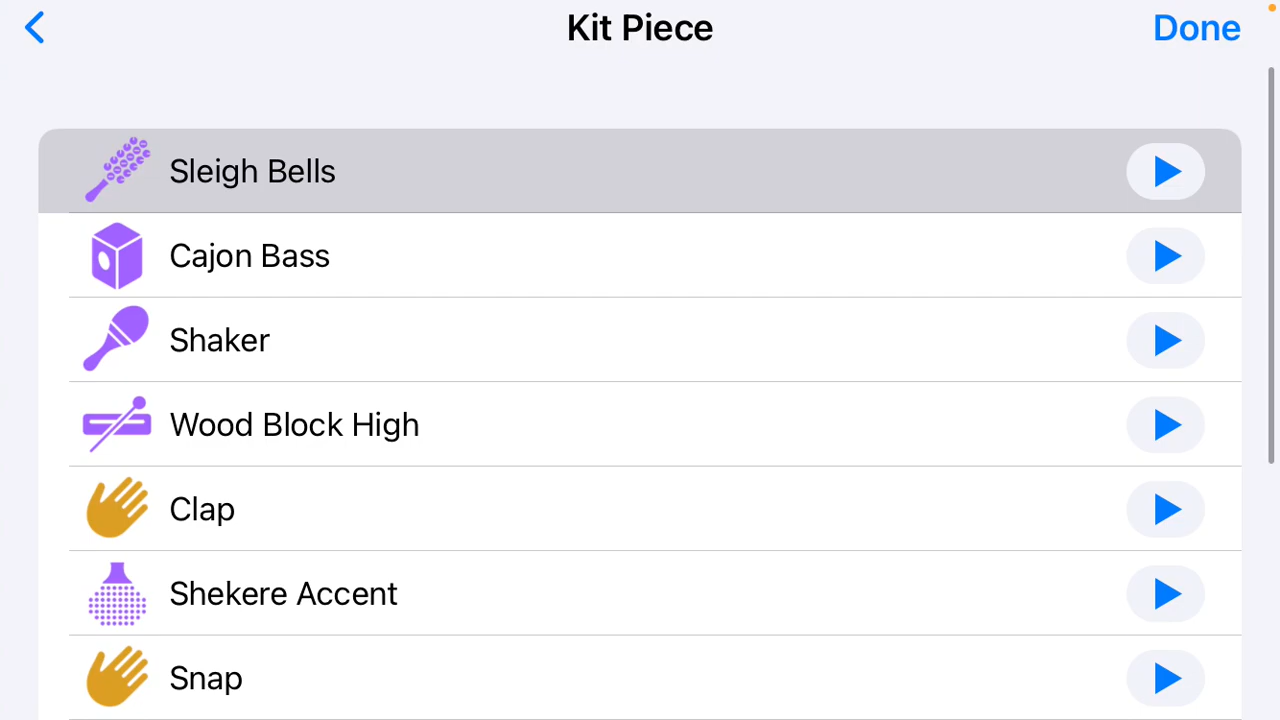 Kit Piece
Done
Sleigh Bells
Cajon Bass
Shaker
Wood Block High
Clap
Shekere Accent
Snap